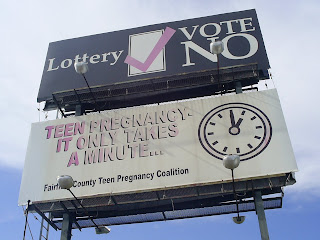 Lottery
VOTE
NO
TEEN PREGNANCY-
IT ONLY TAKES
A MINUTE...
Fairfield County Teen Pregnancy Coalition